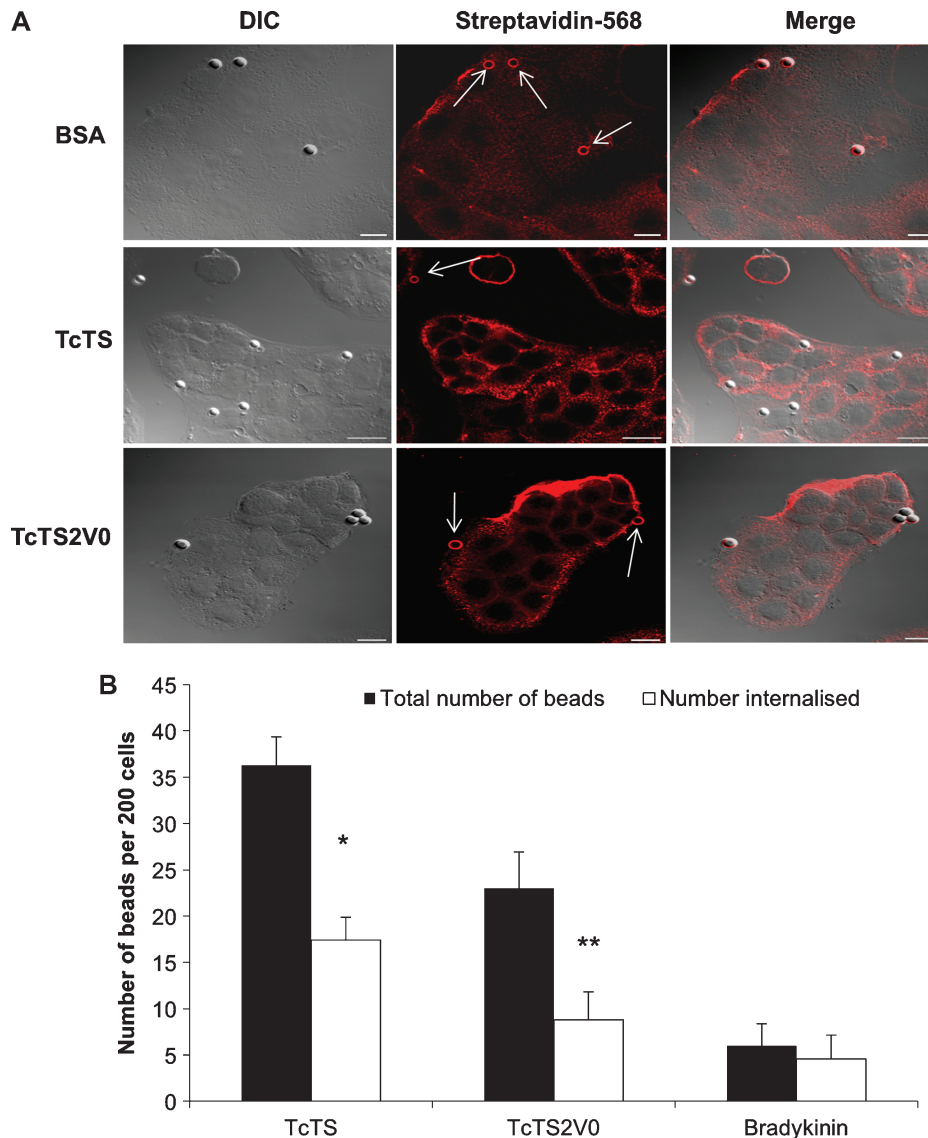 A
DIC
Streptavidin-568
Merge
BSA
TcTS
TcTS2V0
B
Number of beads per 200 cells
45
40
35
30
25
20
15
10
5
0
Total number of beads
Number internalised
*
**
TcTS
TcTS2V0
Bradykinin